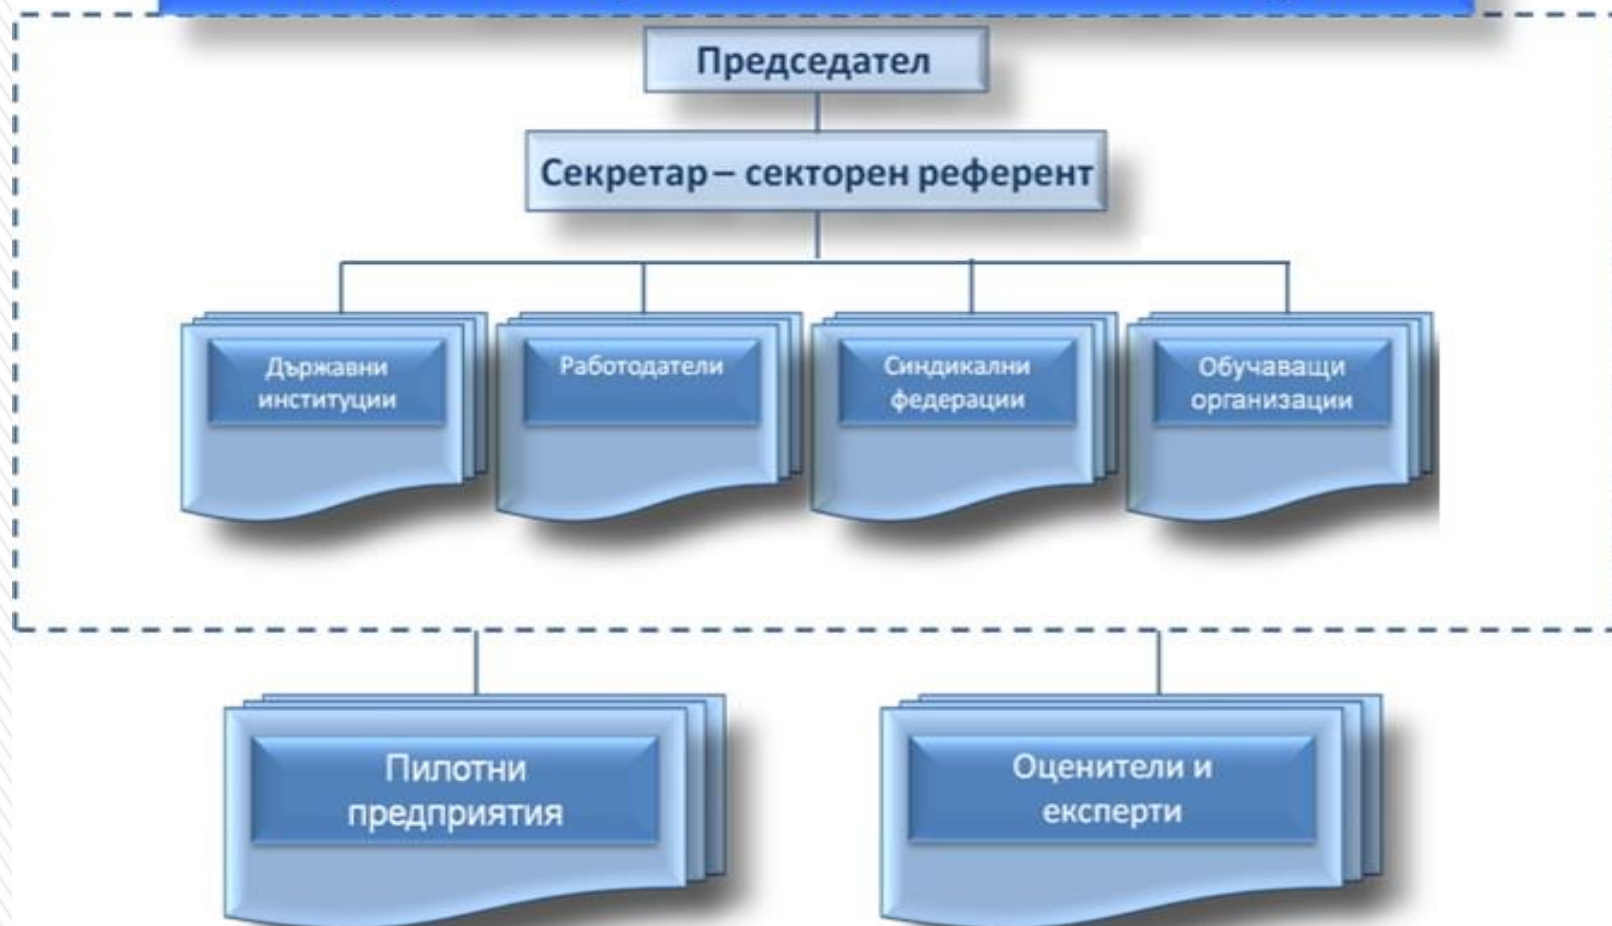 Председател
Секретар – секторен референт
Държавни
институции
Работодатели
Синдикални
федерации
Обучаващи
организации
Пилотни
предприятия
Оценители и
експерти